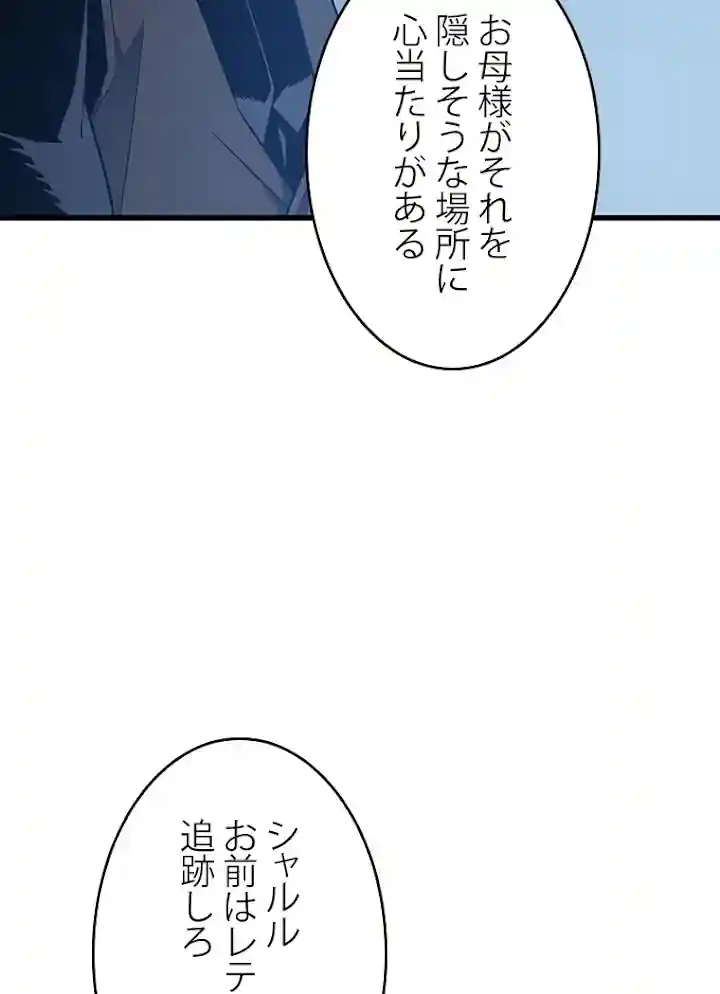 お母様がそれを
隠しそうな場所に
心当たりがある
シャルル
お前はレテ
追跡しろ